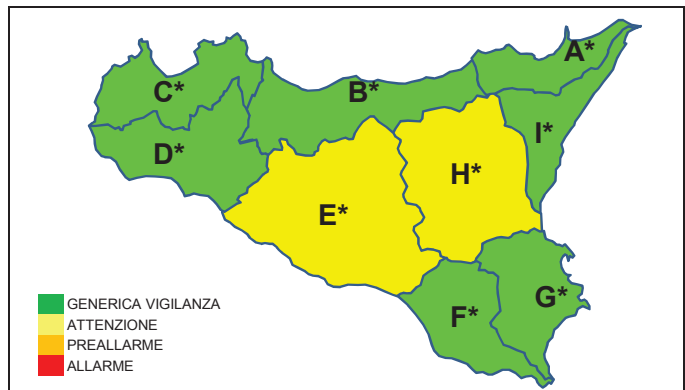 A*
C*
B*
I*
D*
H*
E*
G*
F*
GENERICA VIGILANZA
ATTENZIONE
PREALLARME
ALLARME